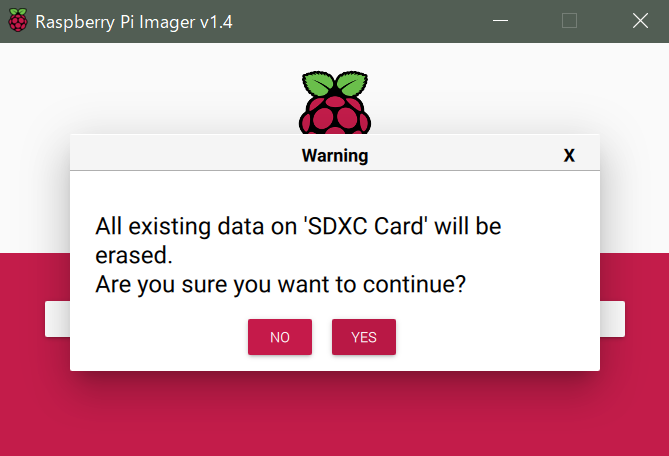 Raspberry Pi Imager v1.4
Warning
X
All existing data on 'SDXC Card' will be
erased.
Are you sure you want to continue?
NO
YES